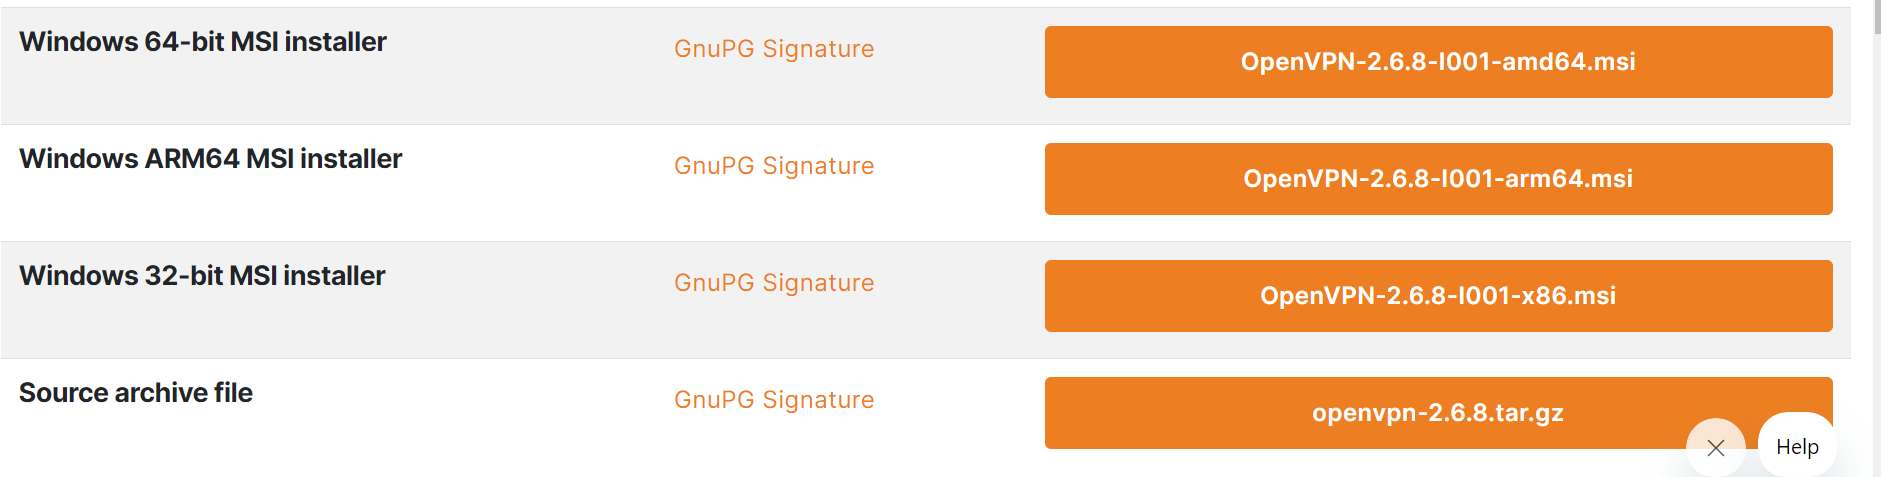 Windows 64-bit MSI installer
GnuPG Signature
OpenVPN-2.6.8-I001-amd64.msi
Windows ARM64 MSI installer
GnuPG Signature
OpenVPN-2.6.8-I001-arm64.msi
Windows 32-bit MSI installer
GnuPG Signature
OpenVPN-2.6.8-I001-x86.msi
Source archive file
GnuPG Signature
openvpn-2.6.8.tar.gz
Help